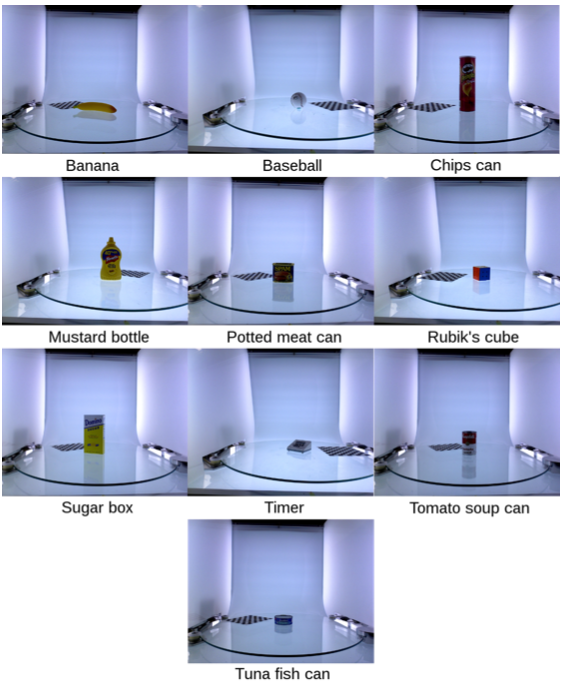 Banana
Baseball
Chips can
Mustard bottle
Potted meat can
Rubik's cube
Domino
Sugar box
Timer
Tomato soup can
Tuna fish can